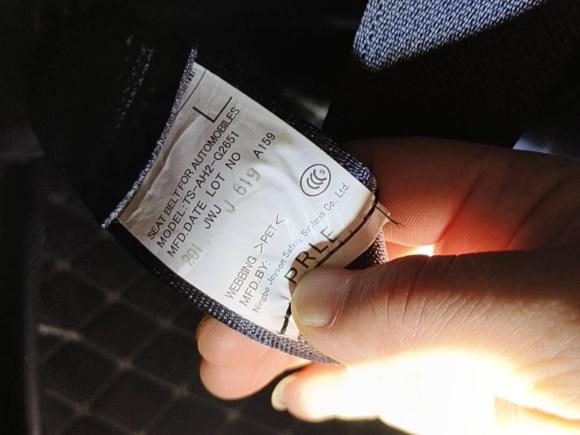 L
SEAT BELT FOR AUTOMOBILES
MODEL:TS-AH2-G2651
MFD:DATE LOT NO A159
JWJ J 619
WEBBING >PET<
MFD.BY:
Ningbo Joyson Safety Systems Co., Ltd.
PRLE